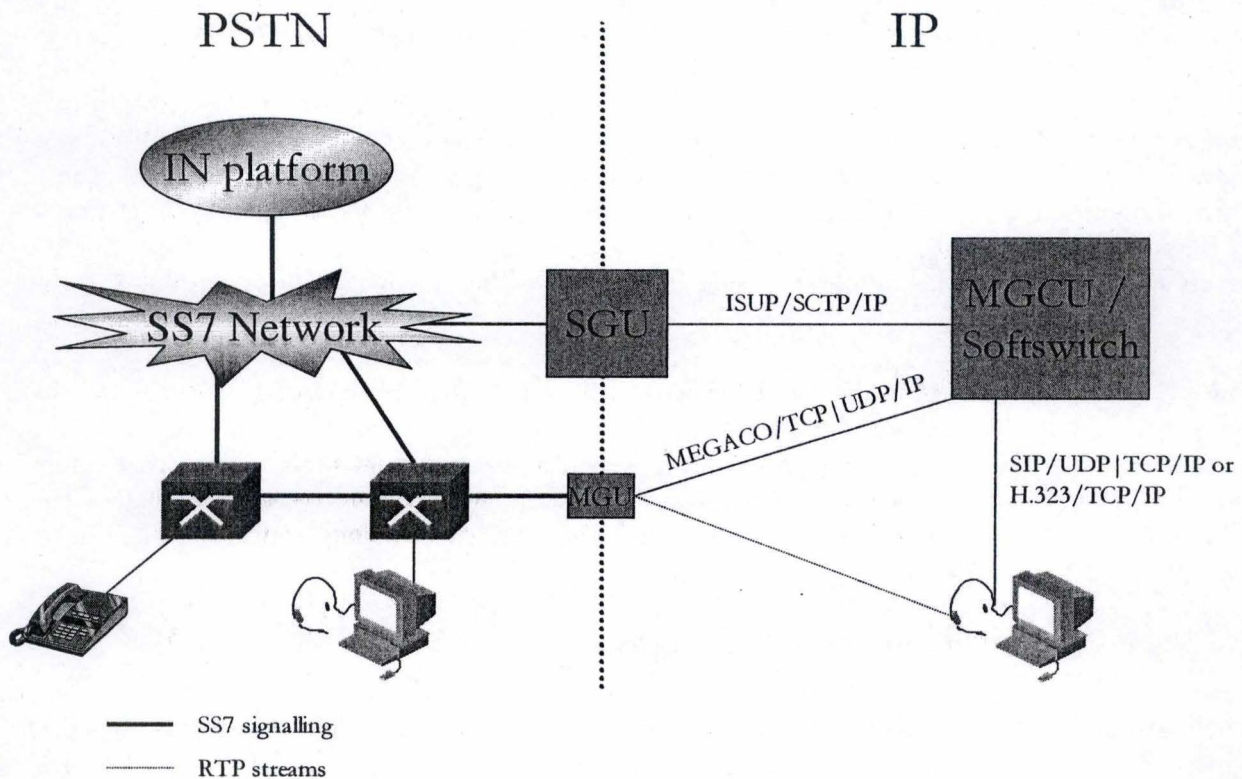 PSTN
IP
IN platform
SS7 Network
SGU
ISUP/SCTP/IP
MGCU /
Softswitch
MEGACO/TCP|UDP/IP
MGU
SIP/UDP|TCP/IP or
H.323/TCP/IP
SS7 signalling
RTP streams